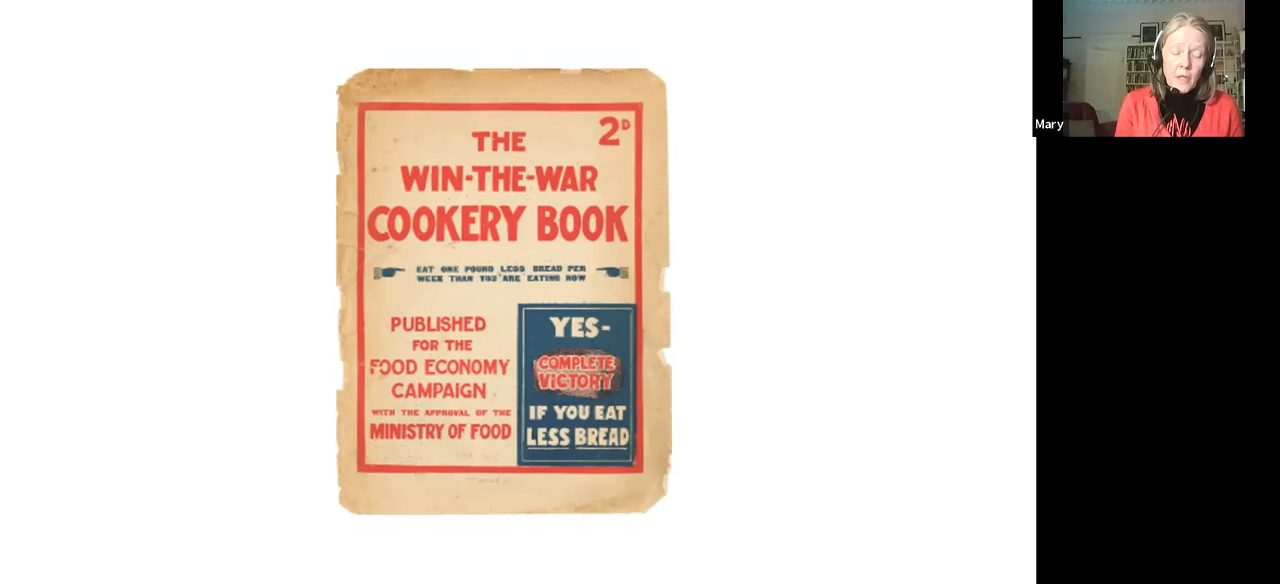 2D
THE
WIN-THE-WAR
COOKERY BOOK
EAT ONE POUND LESS BREAD PER
WEEK THAN YOU ARE EATING NOW
PUBLISHED
FOR THE
FOOD ECONOMY
CAMPAIGN
WITH THE APPROVAL OF THE
MINISTRY OF FOOD
YES-
COMPLETE
VICTORY
IF YOU EAT
LESS BREAD
Mary